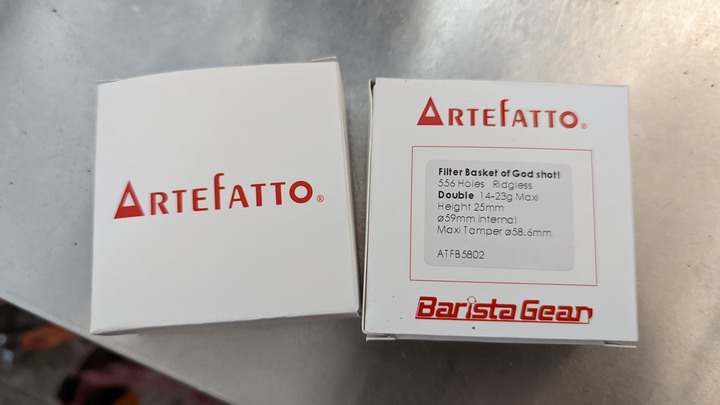 ARTEFATTO®
ARTEFATTO®
Filter Basket of God shot!
556 Holes Ridgless
Double 14-23g Maxi
Height 25mm
ø59mm Internal
Maxi Tamper ø58.6mm
ATFB5802
Barista Gear